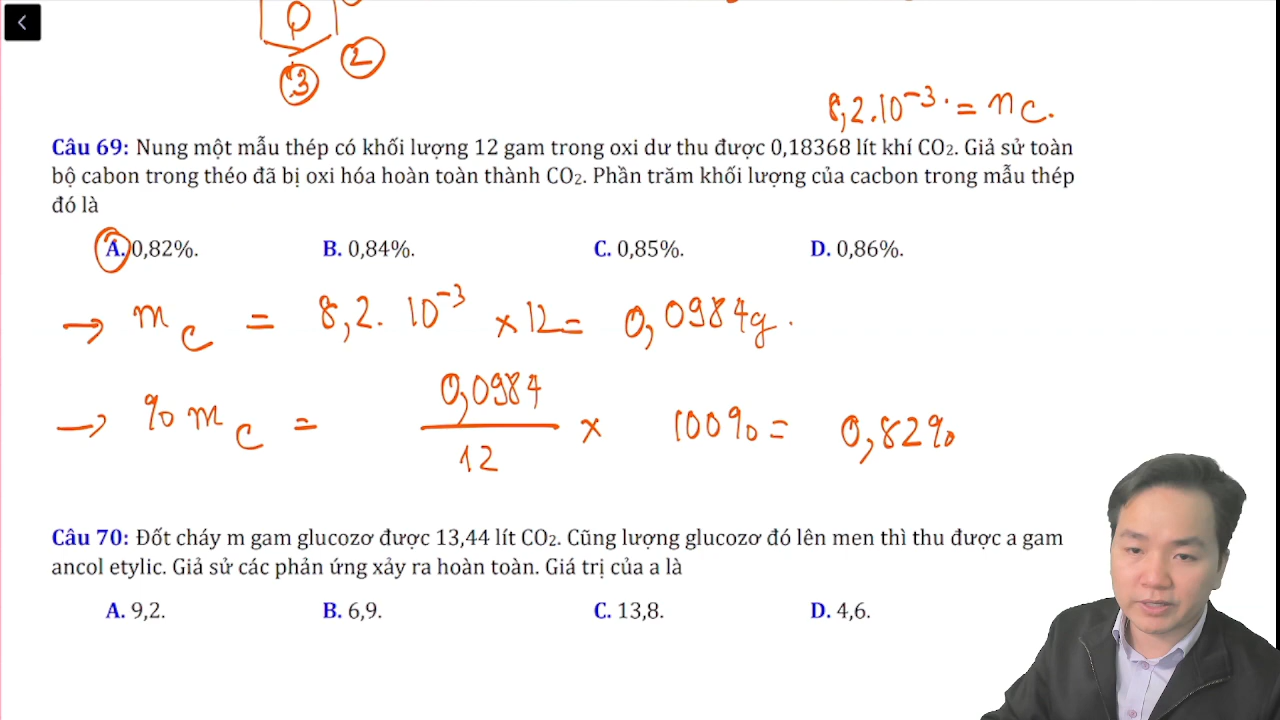 3
2
8,2.10⁻³ = nC.
Câu 69: Nung một mẫu thép có khối lượng 12 gam trong oxi dư thu được 0,18368 lít khí CO₂. Giả sử toàn
bộ cabon trong théo đã bị oxi hóa hoàn toàn thành CO₂. Phần trăm khối lượng của cacbon trong mẫu thép
đó là
A. 0,82%. B. 0,84%. C. 0,85%. D. 0,86%.
→ mC = 8,2. 10⁻³ x 12 = 0,0984g.
→ %mC = 0,0984 / 12 x 100% = 0,82%
Câu 70: Đốt cháy m gam glucozơ được 13,44 lít CO₂. Cũng lượng glucozơ đó lên men thì thu được a gam
ancol etylic. Giả sử các phản ứng xảy ra hoàn toàn. Giá trị của a là
A. 9,2. B. 6,9. C. 13,8. D. 4,6.